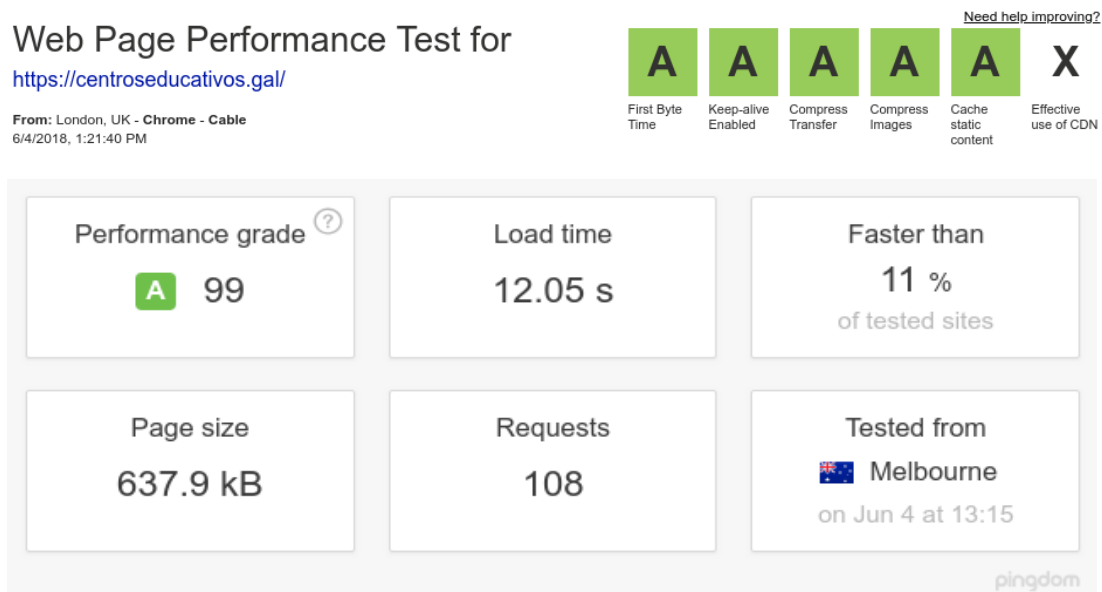 Need help improving?
Web Page Performance Test for
https://centroseducativos.gal/
From: London, UK - Chrome - Cable
6/4/2018, 1:21:40 PM
A
First Byte
Time
A
Keep-alive
Enabled
A
Compress
Transfer
A
Compress
Images
A
Cache
static
content
X
Effective
use of CDN
Performance grade ?
A 99
Load time
12.05 s
Faster than
11 %
of tested sites
Page size
637.9 kB
Requests
108
Tested from
Melbourne
on Jun 4 at 13:15
pingdom